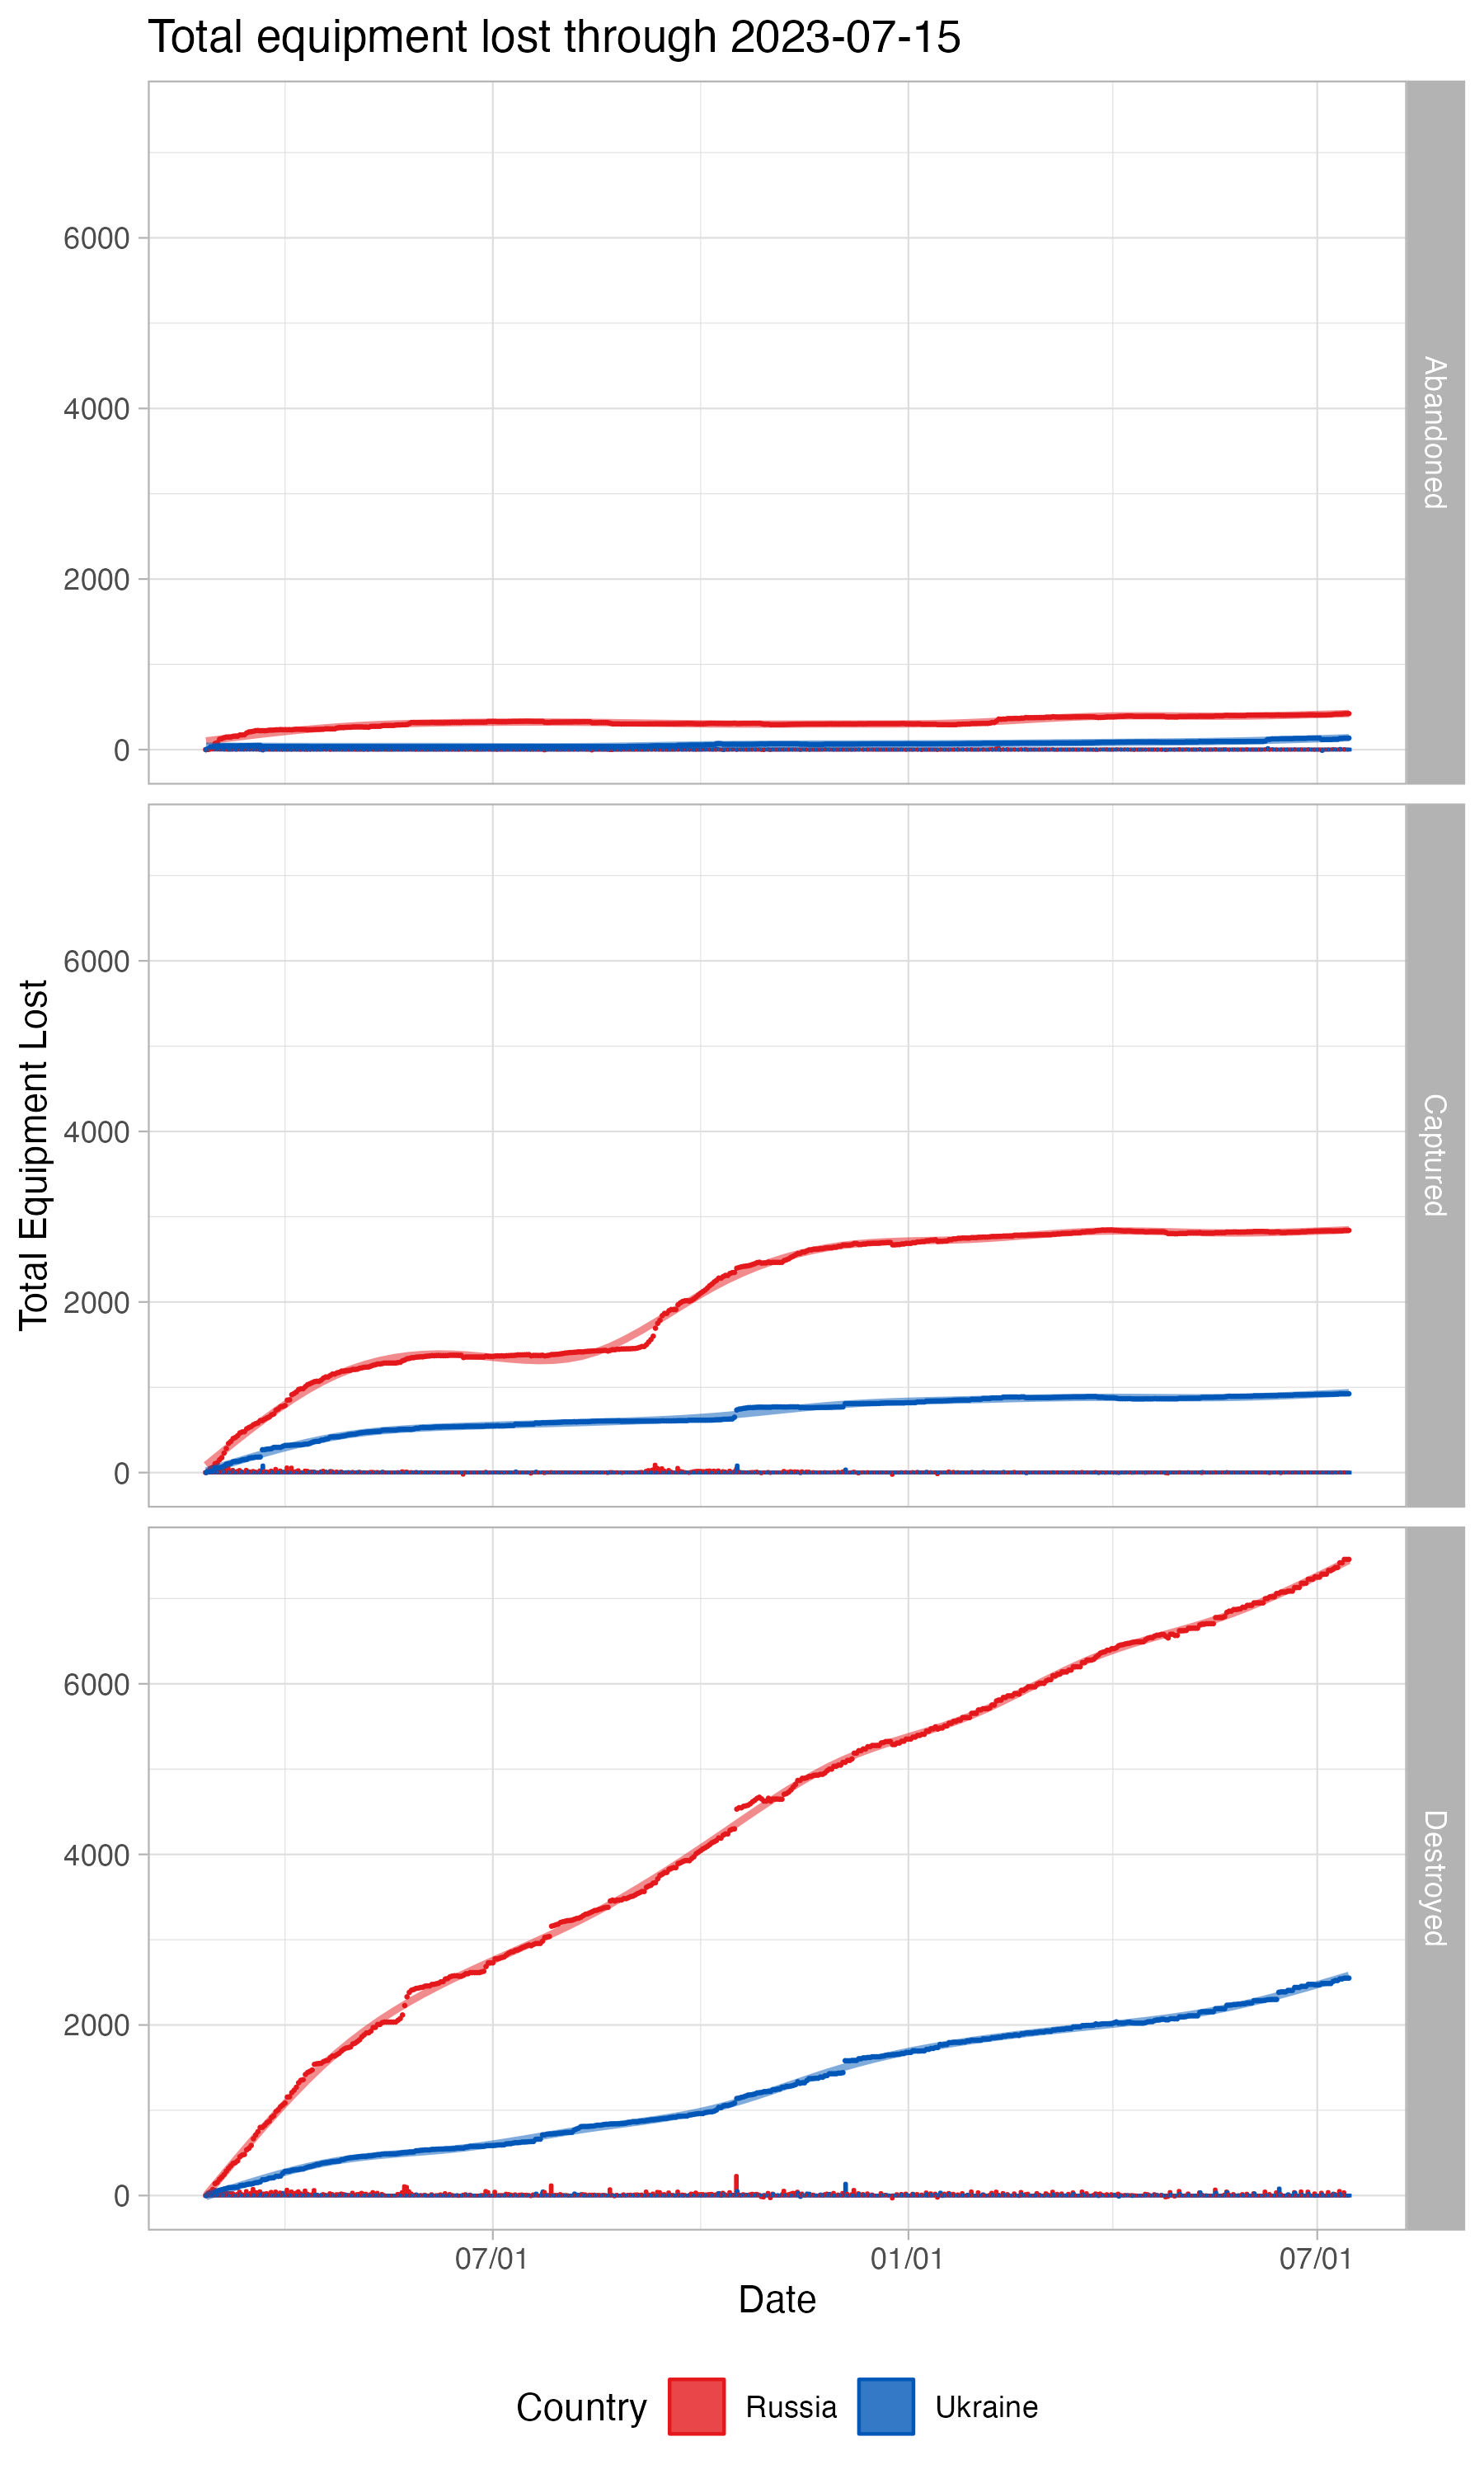 Total equipment lost through 2023-07-15
6000
4000
2000
0
Abandoned
Total Equipment Lost
6000
4000
2000
0
Captured
6000
4000
2000
0
Destroyed
07/01 01/01 07/01
Date
Country Russia Ukraine